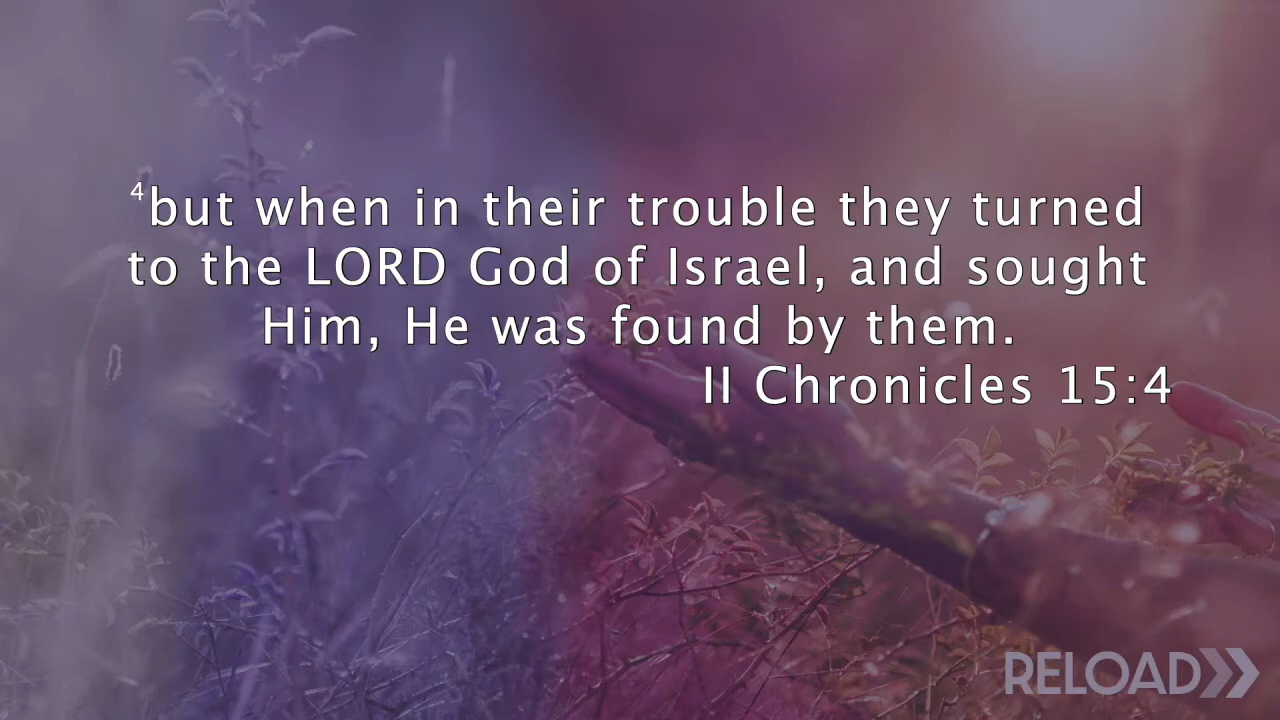 4but when in their trouble they turned
to the LORD God of Israel, and sought
Him, He was found by them.
II Chronicles 15:4
RELOAD